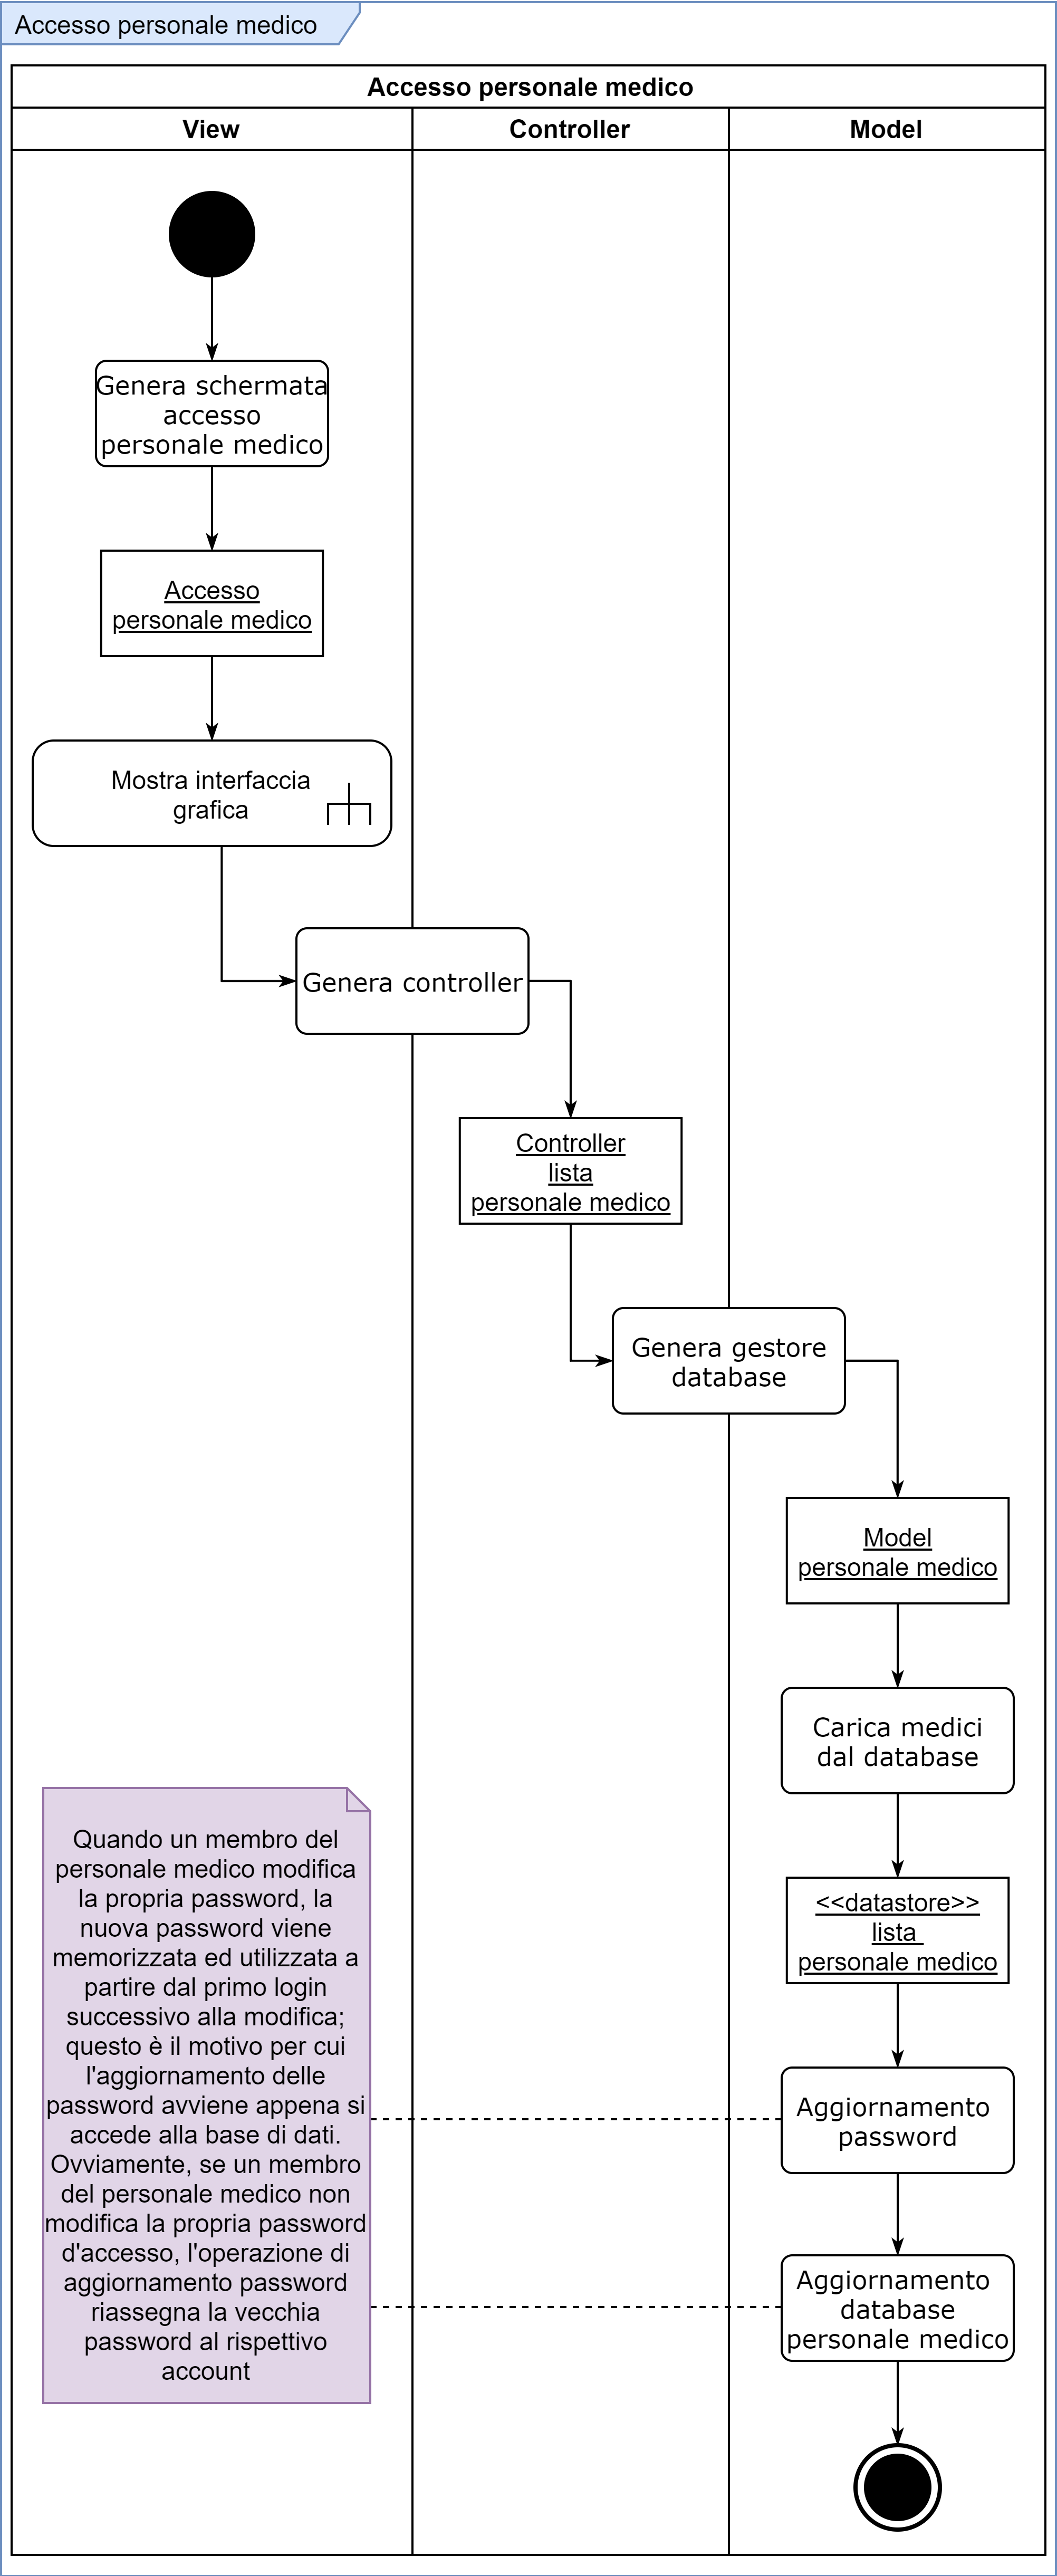 Accesso personale medico
Accesso personale medico
View
Controller
Model
Genera schermata
accesso
personale medico
Accesso
personale medico
Mostra interfaccia
grafica
Genera controller
Controller
lista
personale medico
Genera gestore
database
Model
personale medico
Carica medici
dal database
<<datastore>>
lista
personale medico
Quando un membro del
personale medico modifica
la propria password, la
nuova password viene
memorizzata ed utilizzata a
partire dal primo login
successivo alla modifica;
questo è il motivo per cui
l'aggiornamento delle
password avviene appena si
accede alla base di dati.
Ovviamente, se un membro
del personale medico non
modifica la propria password
d'accesso, l'operazione di
aggiornamento password
riassegna la vecchia
password al rispettivo
account
Aggiornamento
password
Aggiornamento
database
personale medico